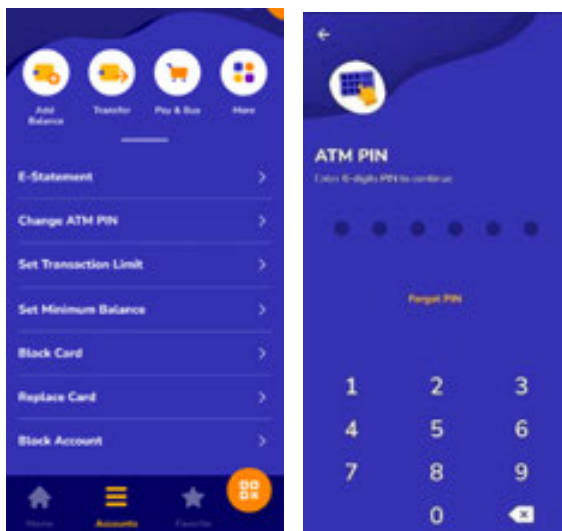 Add
Balance
Transfer
Pay & Buy
More
E-Statement
Change ATM PIN
Set Transaction Limit
Set Minimum Balance
Block Card
Replace Card
Block Account
Home
Accounts
Favorite
ATM PIN
Enter 6-digits PIN to continue
Forgot PIN
1 2 3
4 5 6
7 8 9
0